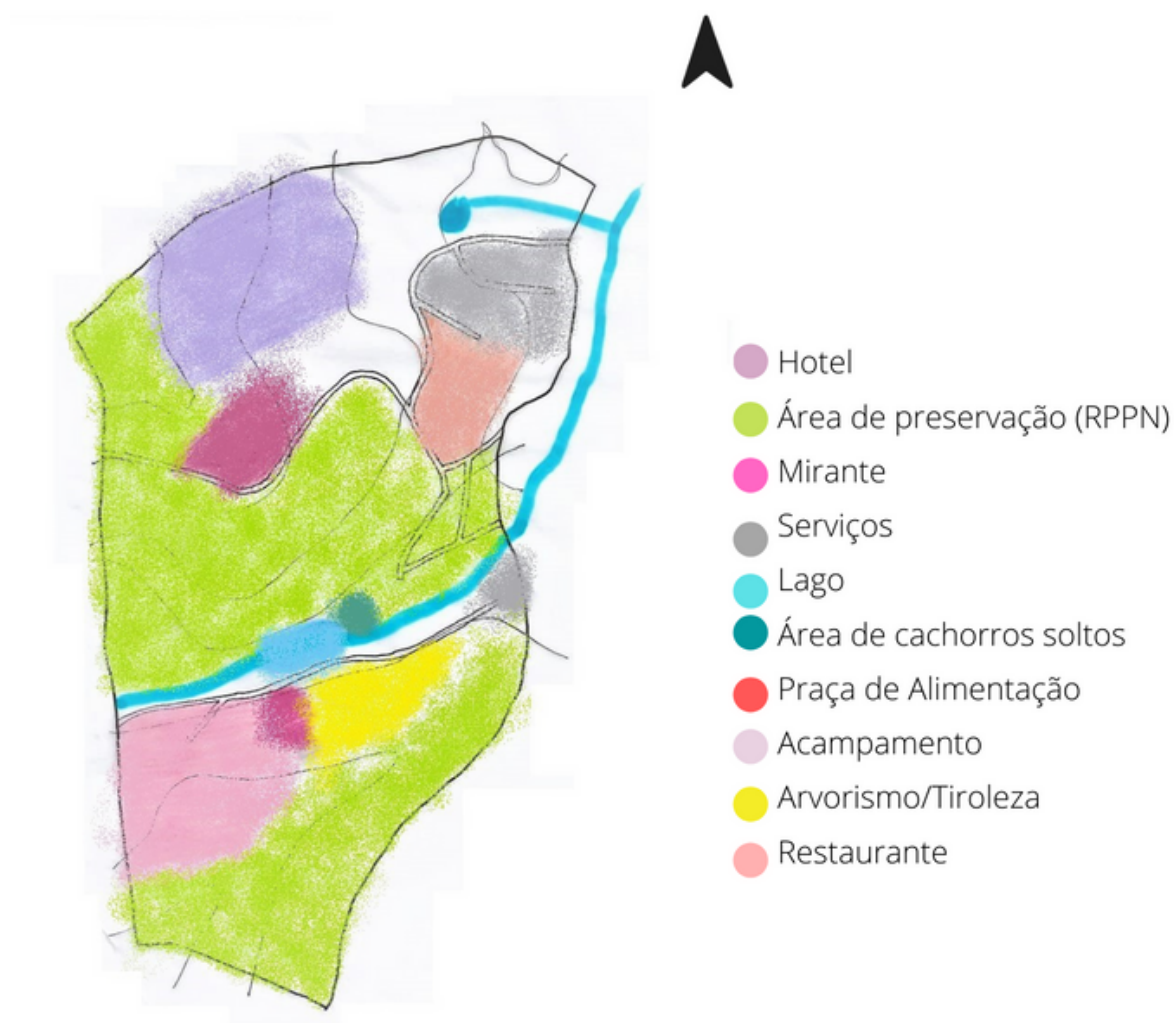 Hotel
Área de preservação (RPPN)
Mirante
Serviços
Lago
Área de cachorros soltos
Praça de Alimentação
Acampamento
Arvorismo/Tiroleza
Restaurante